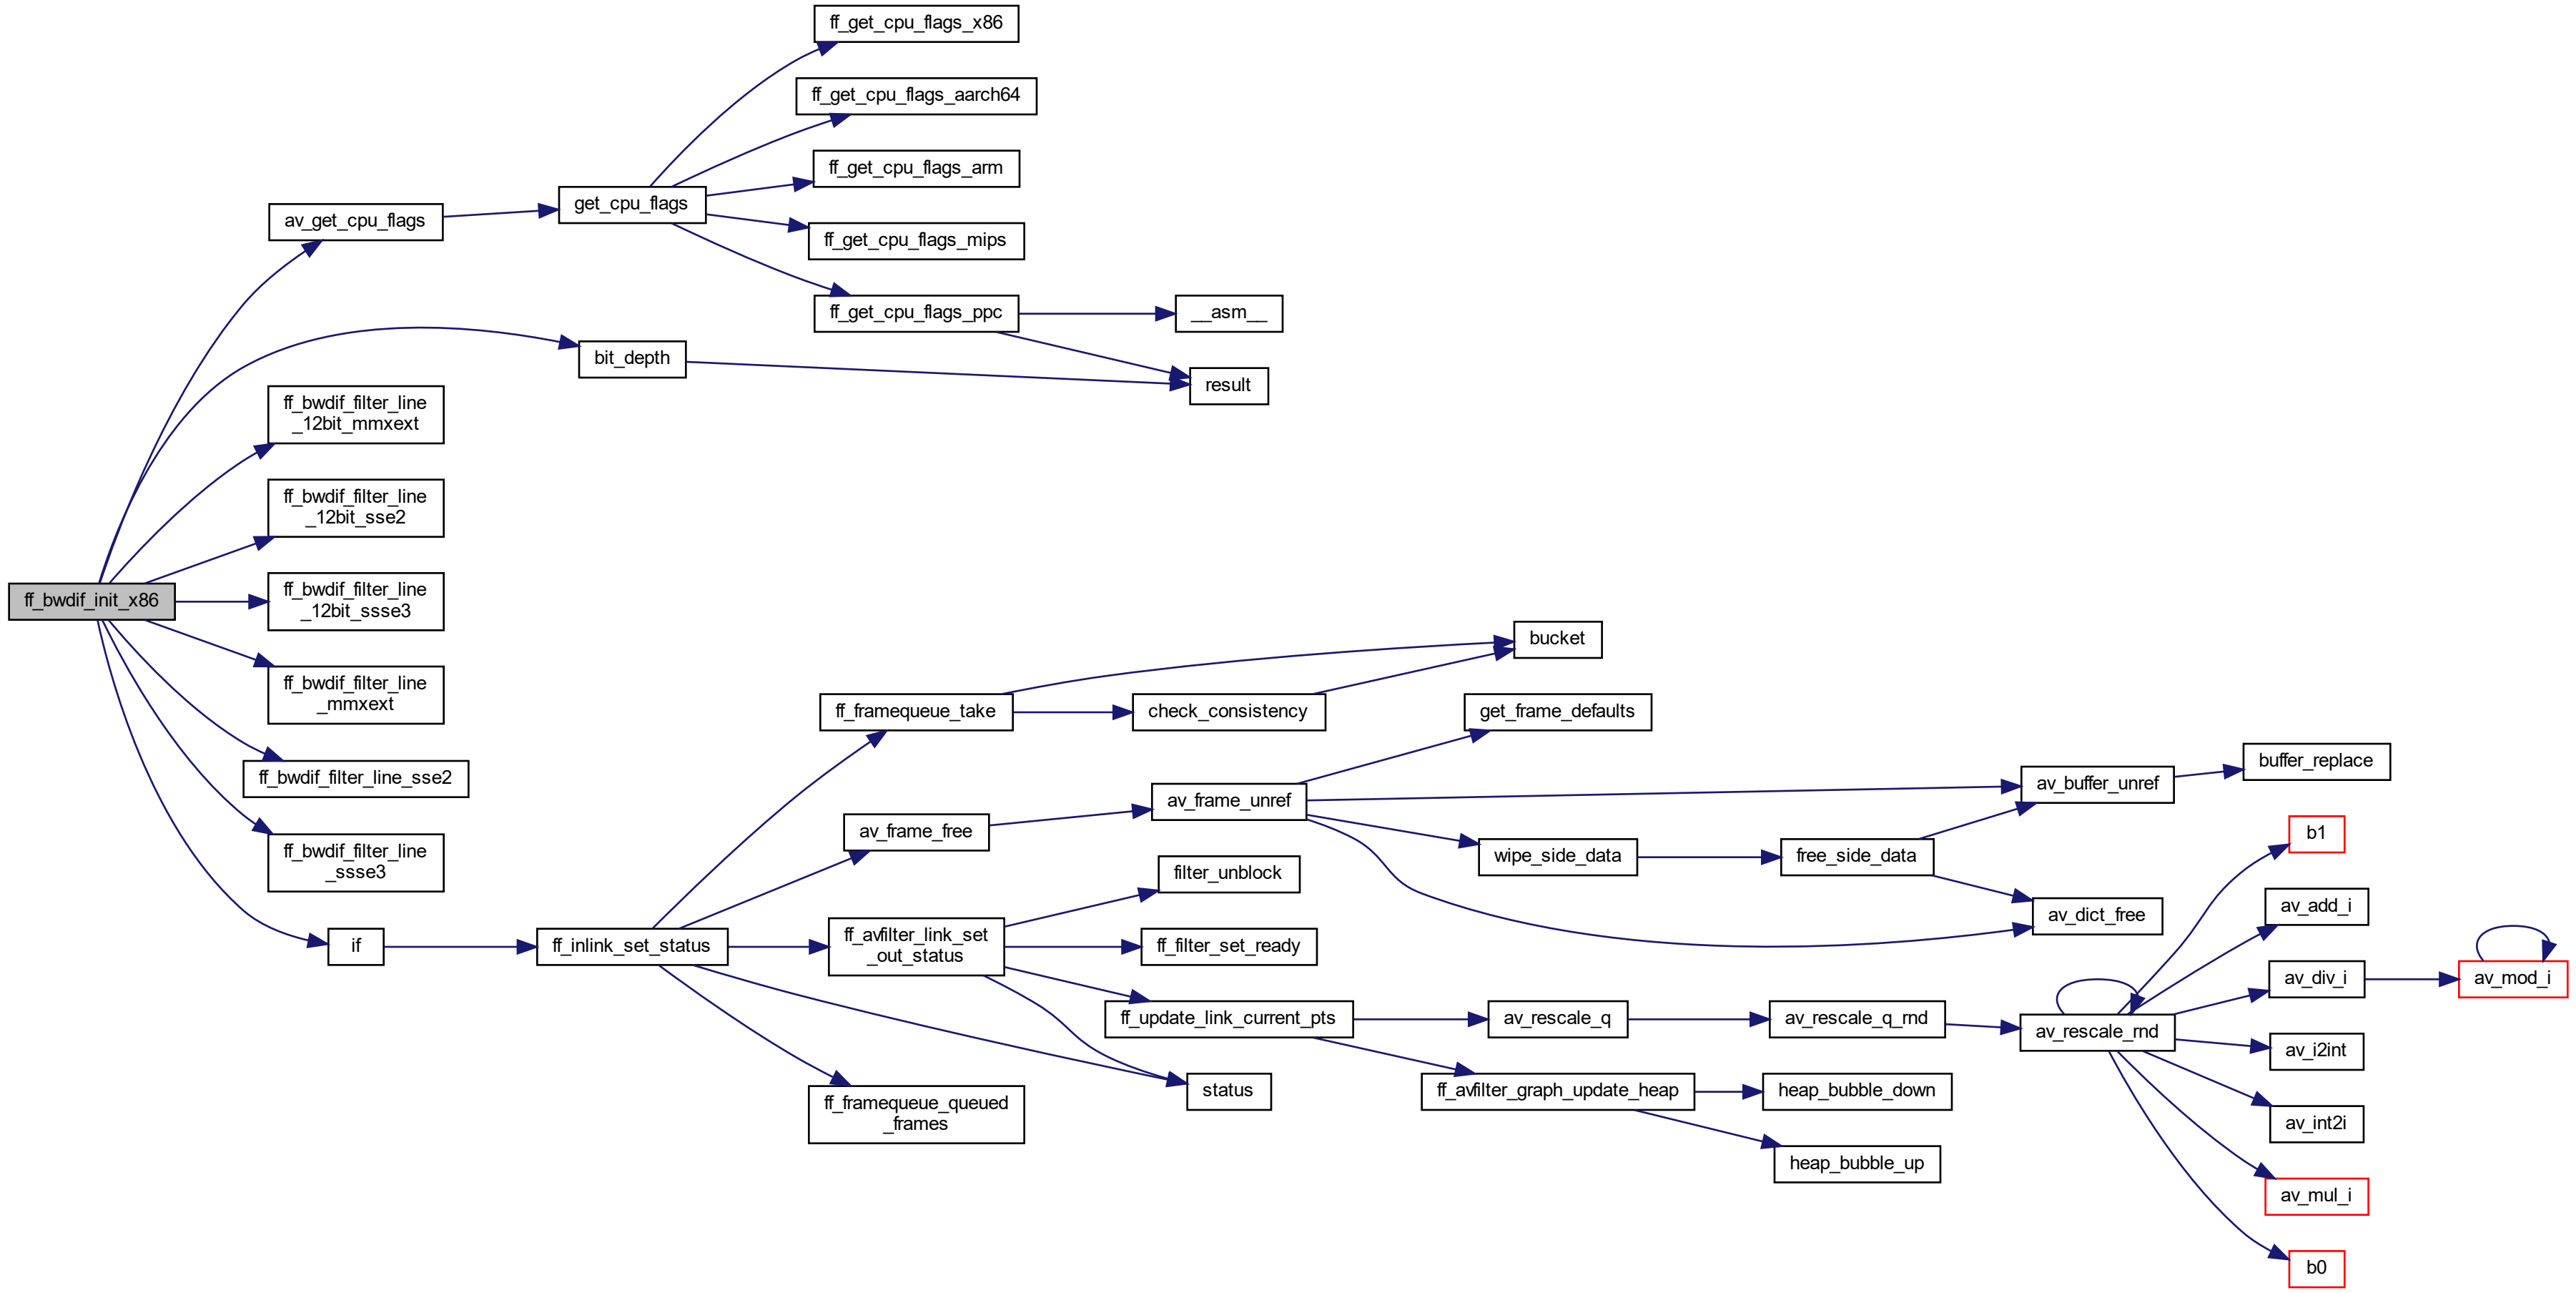 ff_get_cpu_flags_x86
ff_get_cpu_flags_aarch64
ff_get_cpu_flags_arm
get_cpu_flags
av_get_cpu_flags
ff_get_cpu_flags_mips
ff_get_cpu_flags_ppc
__asm__
bit_depth
result
ff_bwdif_filter_line
_12bit_mmxext
ff_bwdif_filter_line
_12bit_sse2
ff_bwdif_init_x86
ff_bwdif_filter_line
_12bit_ssse3
ff_bwdif_filter_line
_mmxext
ff_bwdif_filter_line_sse2
ff_bwdif_filter_line
_ssse3
if
ff_inlink_set_status
ff_framequeue_take
check_consistency
bucket
get_frame_defaults
av_frame_free
av_frame_unref
av_buffer_unref
buffer_replace
wipe_side_data
free_side_data
av_dict_free
filter_unblock
ff_avfilter_link_set
_out_status
ff_filter_set_ready
ff_update_link_current_pts
av_rescale_q
av_rescale_q_rnd
av_rescale_rnd
b1
av_add_i
av_div_i
av_mod_i
av_i2int
av_int2i
av_mul_i
b0
ff_avfilter_graph_update_heap
heap_bubble_down
heap_bubble_up
status
ff_framequeue_queued
_frames